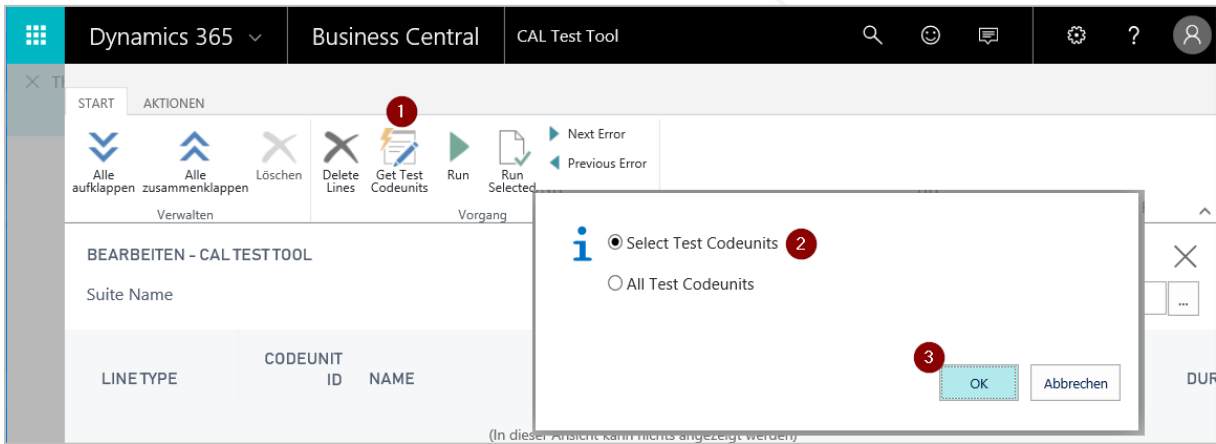 Dynamics 365 Business Central CAL Test Tool ?
START AKTIONEN
1
Next Error
Previous Error
Alle aufklappen
Alle zusammenklappen
Löschen
Delete Lines
Get Test Codeunits
Run
Run Selected
Verwalten
Vorgang
Select Test Codeunits 2
All Test Codeunits
BEARBEITEN - CAL TEST TOOL
Suite Name
...
3
OK Abbrechen
LINE TYPE
CODEUNIT ID
NAME
(In dieser Ansicht kann nichts angezeigt werden)